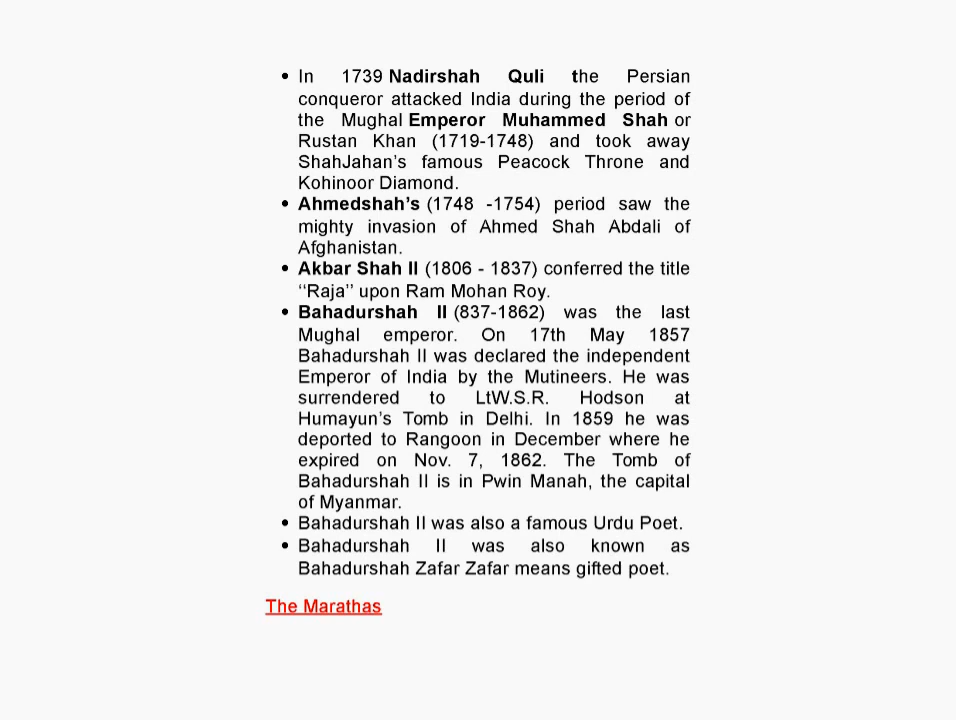 • In 1739 Nadirshah Quli the Persian
conqueror attacked India during the period of
the Mughal Emperor Muhammed Shah or
Rustan Khan (1719-1748) and took away
ShahJahan's famous Peacock Throne and
Kohinoor Diamond.
• Ahmedshah's (1748 -1754) period saw the
mighty invasion of Ahmed Shah Abdali of
Afghanistan.
• Akbar Shah II (1806 - 1837) conferred the title
‘‘Raja’’ upon Ram Mohan Roy.
• Bahadurshah II (837-1862) was the last
Mughal emperor. On 17th May 1857
Bahadurshah II was declared the independent
Emperor of India by the Mutineers. He was
surrendered to LtW.S.R. Hodson at
Humayun's Tomb in Delhi. In 1859 he was
deported to Rangoon in December where he
expired on Nov. 7, 1862. The Tomb of
Bahadurshah II is in Pwin Manah, the capital
of Myanmar.
• Bahadurshah II was also a famous Urdu Poet.
• Bahadurshah II was also known as
Bahadurshah Zafar Zafar means gifted poet.
The Marathas